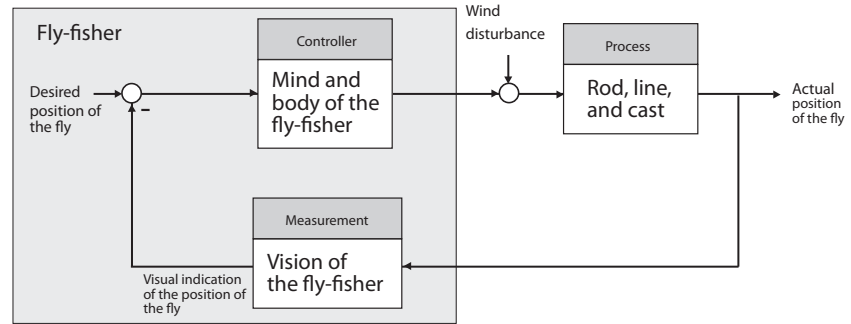 Fly-fisher
Controller
Mind and
body of the
fly-fisher
Wind
disturbance
Process
Rod, line,
and cast
Desired
position of
the fly
–
Actual
position
of the fly
Measurement
Vision of
the fly-fisher
Visual indication
of the position of
the fly